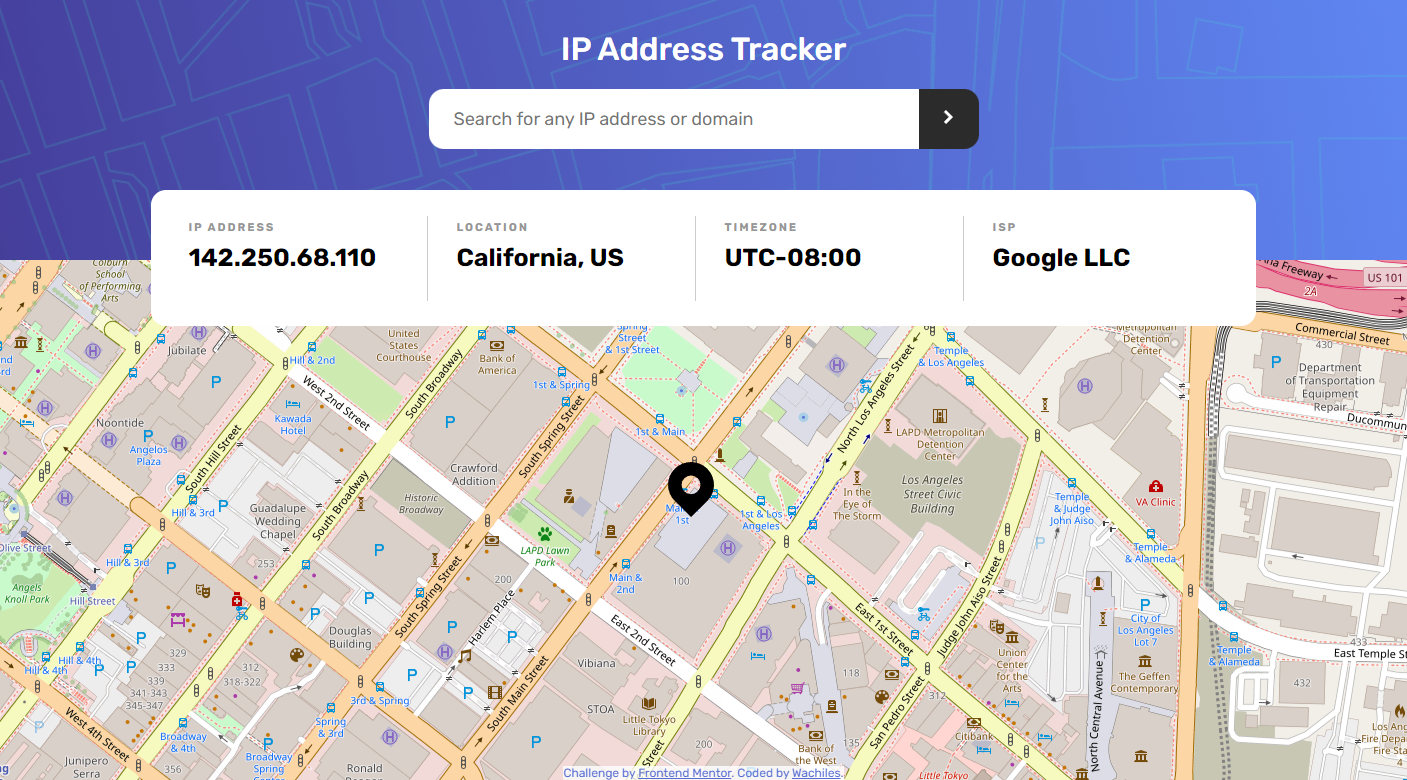 IP Address Tracker
Search for any IP address or domain
IP ADDRESS
142.250.68.110
LOCATION
California, US
TIMEZONE
UTC-08:00
ISP
Google LLC
Colburn
School
of Performing
Arts
US 101
2A
Commercial Street
Metropolitan
Detention
Center
430
Department
of Transportation
Equipment
Repair
Jubilate
Hill & 2nd
United
States
Courthouse
Bank of
America
Spring
& 1st Street
1st & Spring
Temple
& Los Angeles
West 2nd Street
South Broadway
Kawada
Hotel
Noontide
Angelos
Plaza
South Hill Street
South Spring Street
1st & Main
North Los Angeles Street
LAPD Metropolitan
Detention
Center
Crawford
Addition
Historic
Broadway
Guadalupe
Wedding
Chapel
Hill & 3rd
South Broadway
253
1st
1st & Los
Angeles
In the
Eye of
The Storm
Los Angeles
Street Civic
Building
Temple
& Judge
John Aiso
VA Clinic
Temple
& Alameda
Olive Street
Hill & 3rd
Angels
Knoll Park
Hill Street
LAPD Lawn
Park
Main &
2nd
100
200
Harlem Place
South Spring Street
East 2nd Street
East 1st Street
Judge John Aiso Street
City of
Los Angeles
Lot 7
Temple
& Alameda
433
432
Douglas
Building
329
333
339
341-343
345-347
312
318-322
Hill & 4th
Hill & 4th
3rd & Spring
South Main Street
Vibiana
STOA
Little Tokyo
Library
118
312
Union
Center
for the
Arts
The Geffen
Contemporary
North Central Avenue
San Pedro Street
West 4th Street
Broadway
& 4th
Spring
& 3rd
Broadway
Spring
Junipero
Serra
356
Ronald
200
135
Bank of
the West
Citibank
Little Tokyo
Street
Challenge by Frontend Mentor. Coded by Wachiles.